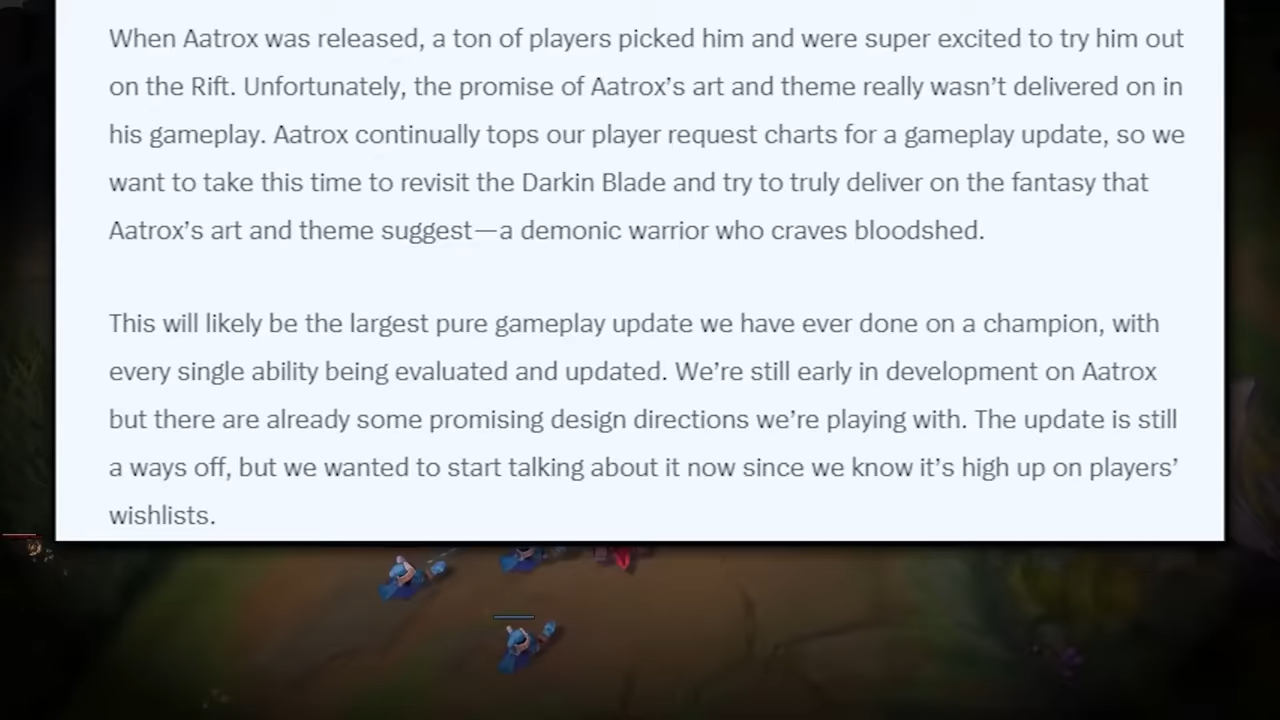 When Aatrox was released, a ton of players picked him and were super excited to try him out
on the Rift. Unfortunately, the promise of Aatrox’s art and theme really wasn’t delivered on in
his gameplay. Aatrox continually tops our player request charts for a gameplay update, so we
want to take this time to revisit the Darkin Blade and try to truly deliver on the fantasy that
Aatrox’s art and theme suggest—a demonic warrior who craves bloodshed.
This will likely be the largest pure gameplay update we have ever done on a champion, with
every single ability being evaluated and updated. We’re still early in development on Aatrox
but there are already some promising design directions we’re playing with. The update is still
a ways off, but we wanted to start talking about it now since we know it’s high up on players’
wishlists.